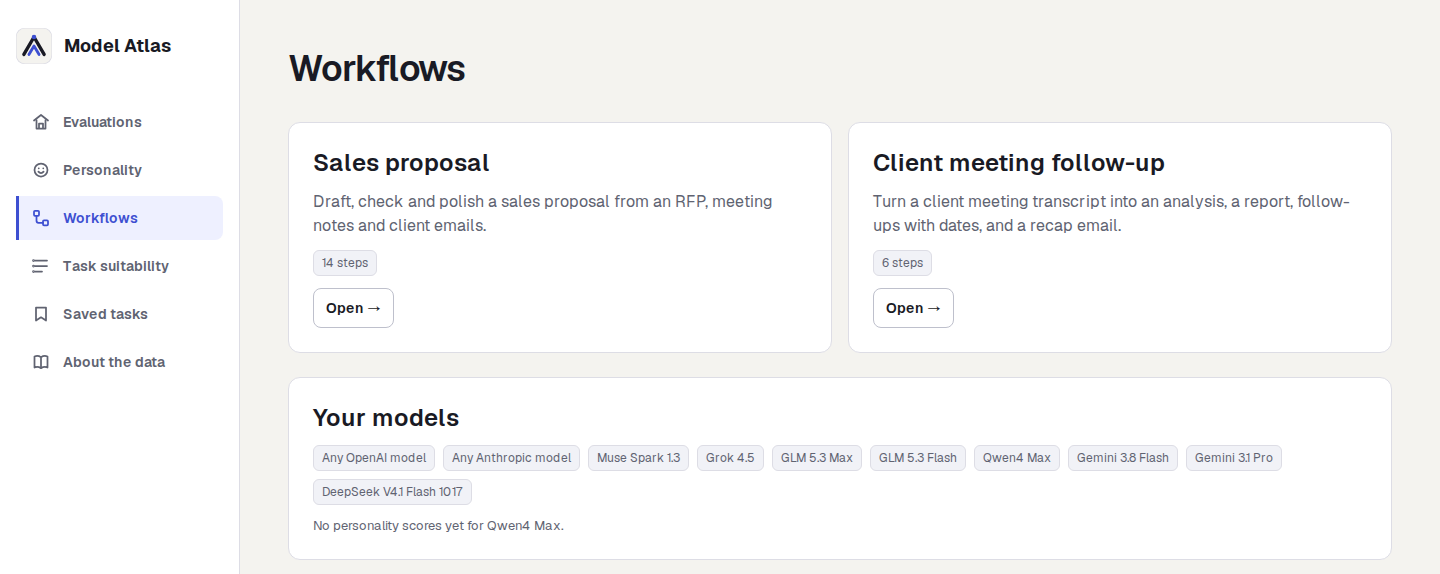 Model Atlas
Evaluations
Personality
Workflows
Task suitability
Saved tasks
About the data
Workflows
Sales proposal
Draft, check and polish a sales proposal from an RFP, meeting
notes and client emails.
14 steps
Open →
Client meeting follow-up
Turn a client meeting transcript into an analysis, a report, follow-
ups with dates, and a recap email.
6 steps
Open →
Your models
Any OpenAI model Any Anthropic model Muse Spark 1.3 Grok 4.5 GLM 5.3 Max GLM 5.3 Flash Qwen4 Max Gemini 3.8 Flash Gemini 3.1 Pro
DeepSeek V4.1 Flash 1017
No personality scores yet for Qwen4 Max.